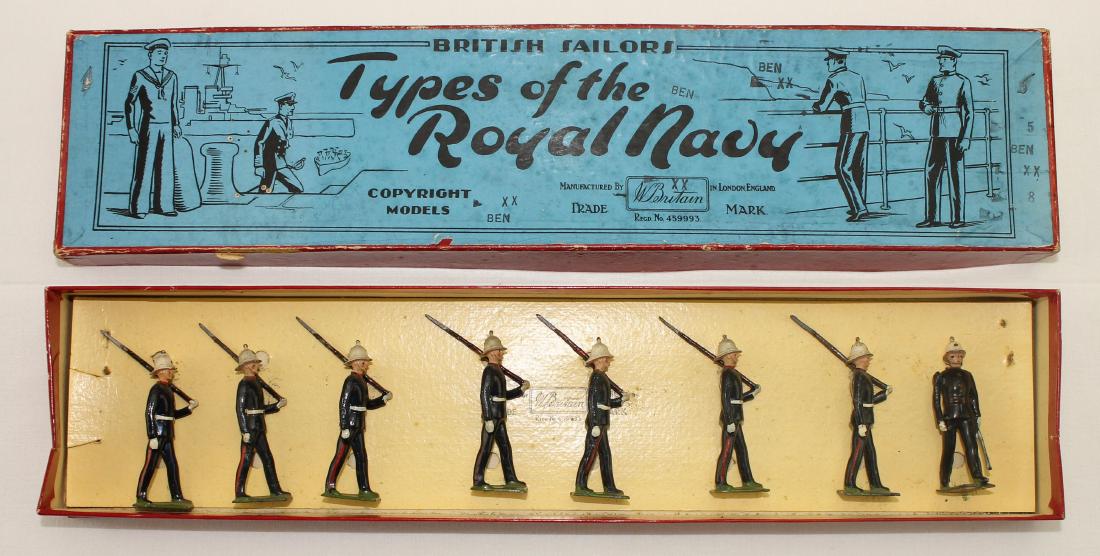 BRITISH SAILORS
Types of the
Royal Navy
BEN
XX
BEN
COPYRIGHT
MODELS
XX
BEN
MANUFACTURED BY
XX
W Britain
IN LONDON ENGLAND
TRADE
MARK
REGD. No. 459993.
5
BEN
XX
8
W Britain